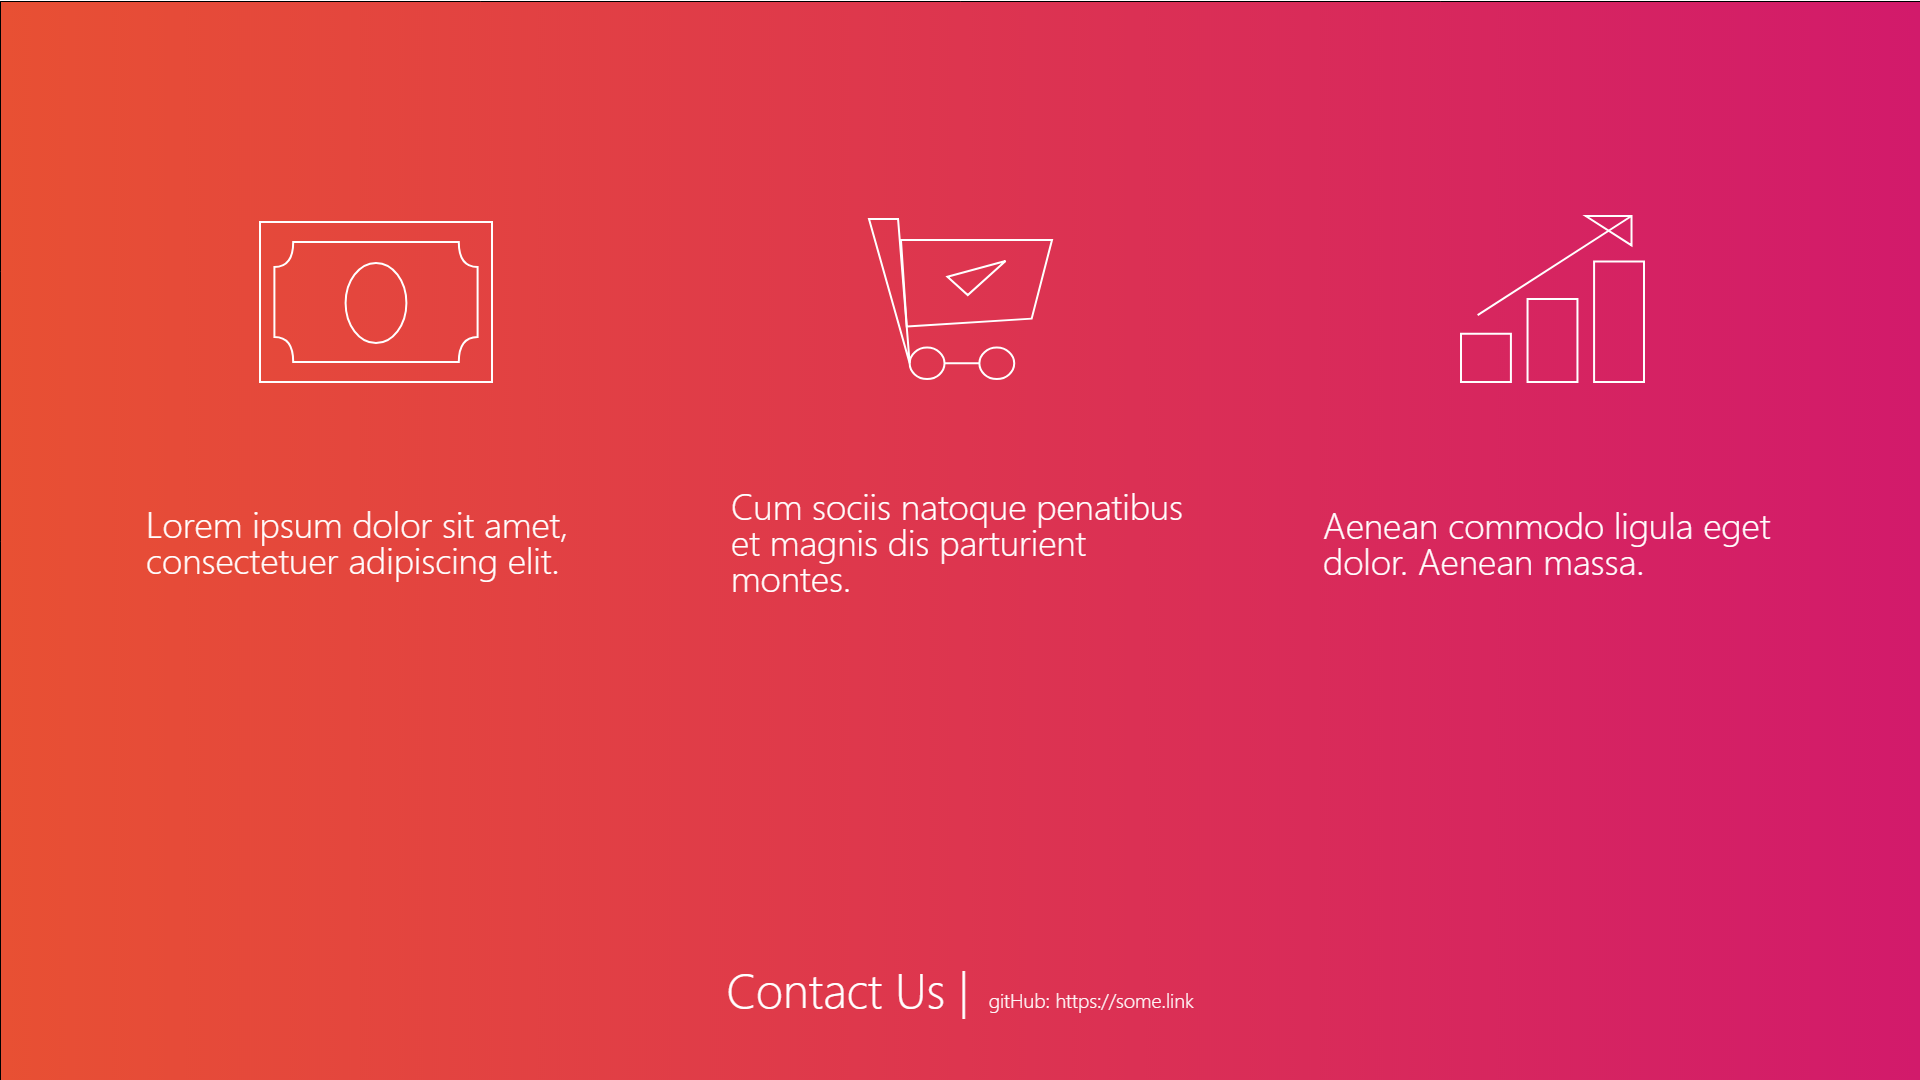 Lorem ipsum dolor sit amet,
consectetuer adipiscing elit.
Cum sociis natoque penatibus
et magnis dis parturient
montes.
Aenean commodo ligula eget
dolor. Aenean massa.
Contact Us | gitHub: https://some.link